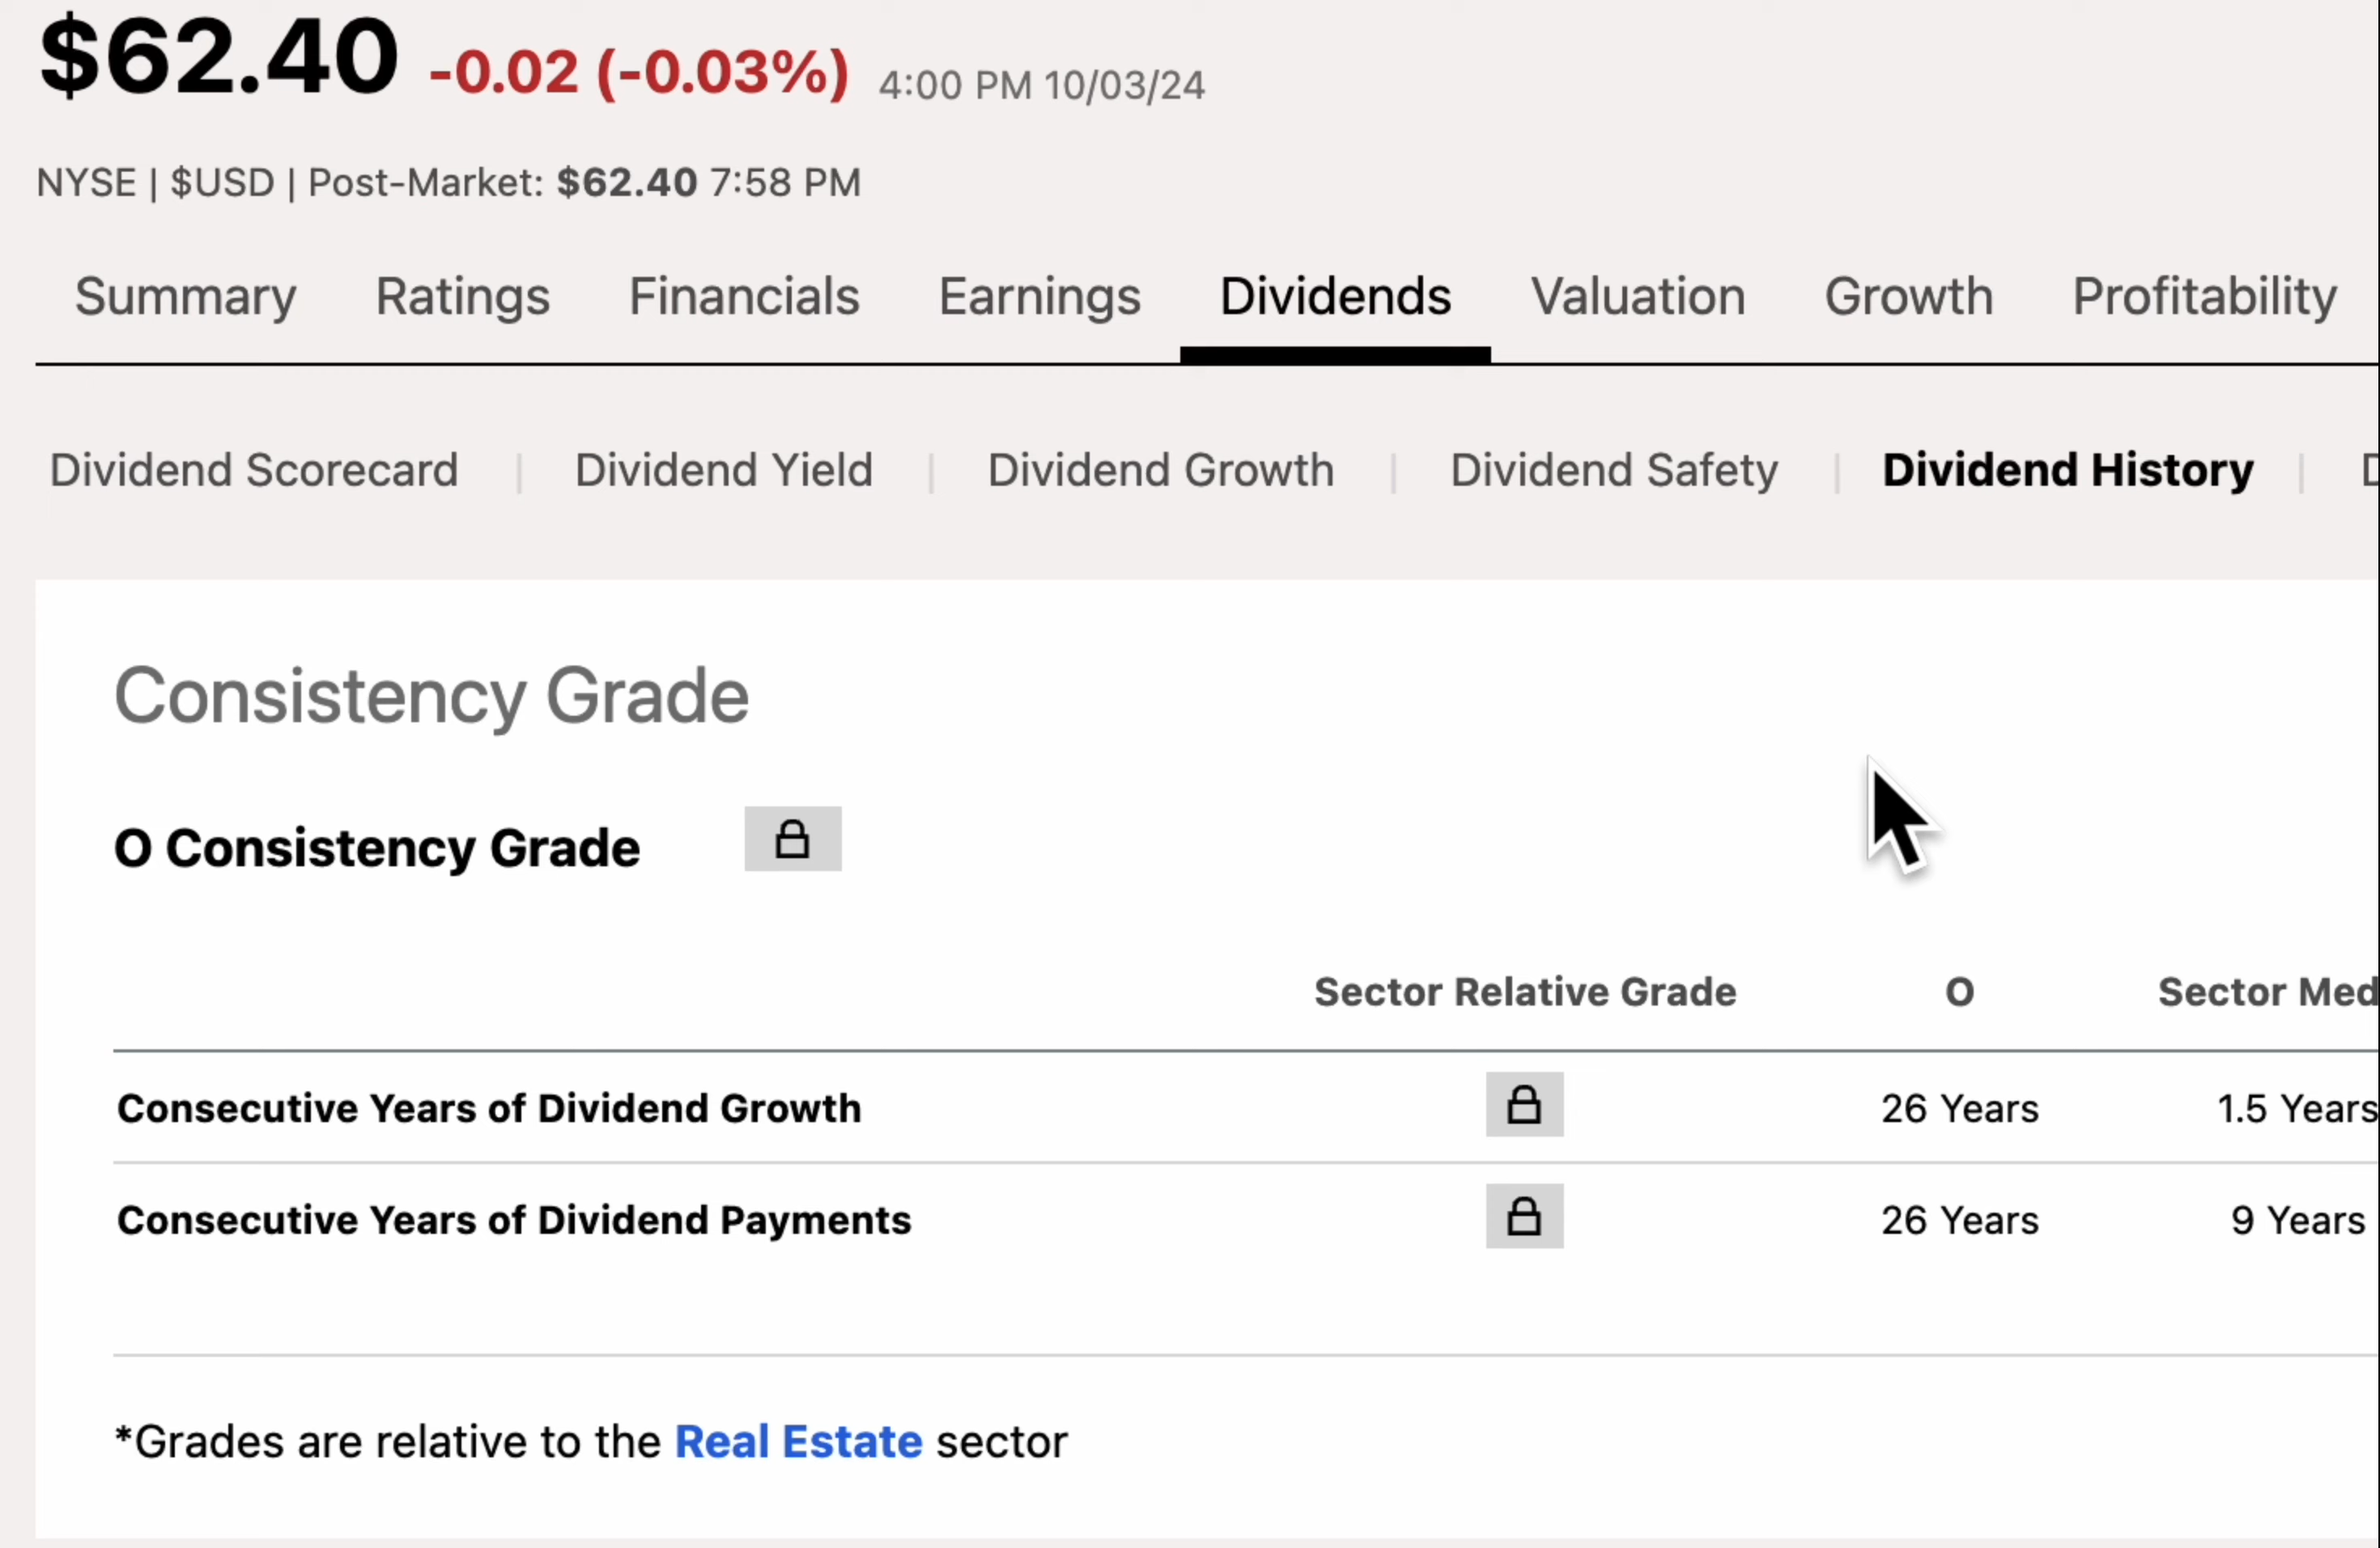 $62.40 -0.02 (-0.03%) 4:00 PM 10/03/24
NYSE | $USD | Post-Market: $62.40 7:58 PM
Summary Ratings Financials Earnings Dividends Valuation Growth Profitability
Dividend Scorecard | Dividend Yield | Dividend Growth | Dividend Safety | Dividend History |
Consistency Grade
O Consistency Grade
Sector Relative Grade O Sector Med
Consecutive Years of Dividend Growth 26 Years 1.5 Years
Consecutive Years of Dividend Payments 26 Years 9 Years
*Grades are relative to the Real Estate sector